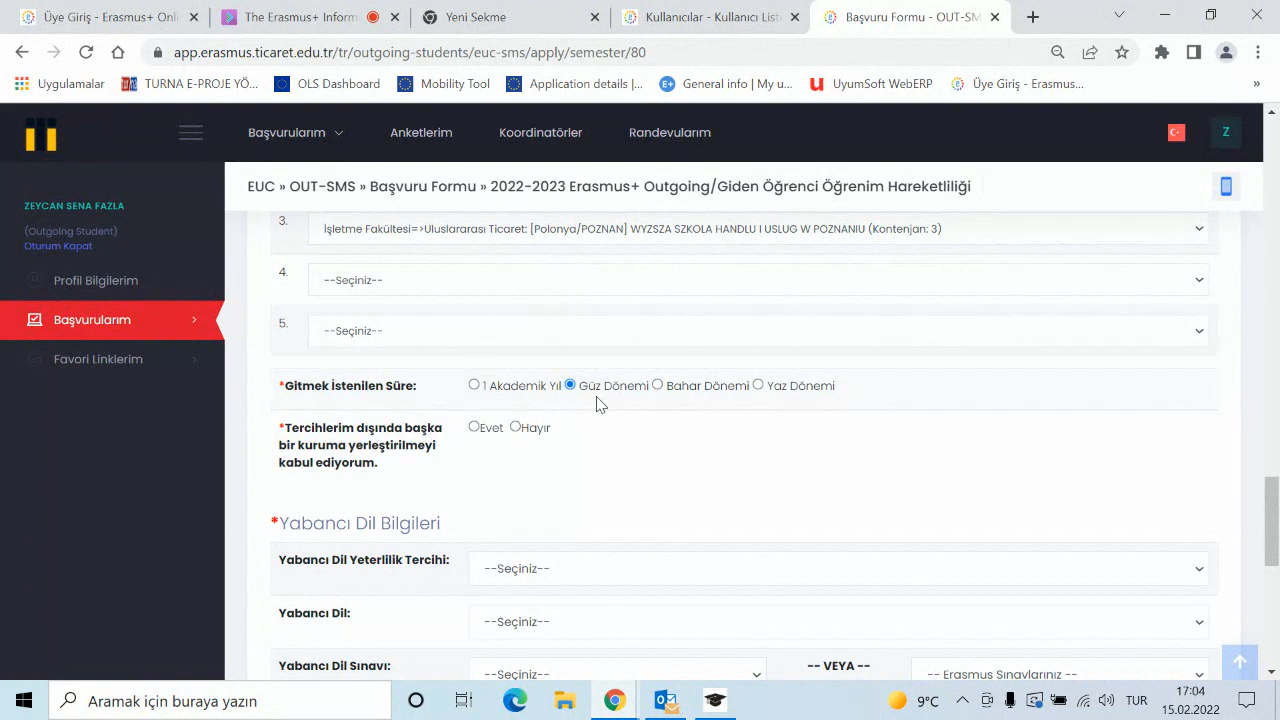 Üye Giriş - Erasmus+ Onli
The Erasmus+ Inform
Yeni Sekme
Kullanıcılar - Kullanıcı Liste
Başvuru Formu - OUT-SM
app.erasmus.ticaret.edu.tr/tr/outgoing-students/euc-sms/apply/semester/80
Uygulamalar
TURNA E-PROJE YÖ...
OLS Dashboard
Mobility Tool
Application details |...
General info | My u...
UyumSoft WebERP
Üye Giriş - Erasmus...
»
Başvurularım
Anketlerim
Koordinatörler
Randevularım
Z
EUC » OUT-SMS » Başvuru Formu » 2022-2023 Erasmus+ Outgoing/Giden Öğrenci Öğrenim Hareketliliği
ZEYCAN SENA FAZLA
(Outgoing Student)
Oturum Kapat
Profil Bilgilerim
Başvurularım
Favori Linklerim
3.
İşletme Fakültesi=>Uluslararası Ticaret: [Polonya/POZNAN] WYZSZA SZKOLA HANDLU I USLUG W POZNANIU (Kontenjan: 3)
4.
--Seçiniz--
5.
--Seçiniz--
*Gitmek İstenilen Süre:
1 Akademik Yıl Güz Dönemi Bahar Dönemi Yaz Dönemi
*Tercihlerim dışında başka
bir kuruma yerleştirilmeyi
kabul ediyorum.
Evet Hayır
*Yabancı Dil Bilgileri
Yabancı Dil Yeterlilik Tercihi:
--Seçiniz--
Yabancı Dil:
--Seçiniz--
Yabancı Dil Sınavı:
--Seçiniz--
-- VEYA --
-- Erasmus Sınavlarınız --
Aramak için buraya yazın
9°C
TUR
17:04
15.02.2022